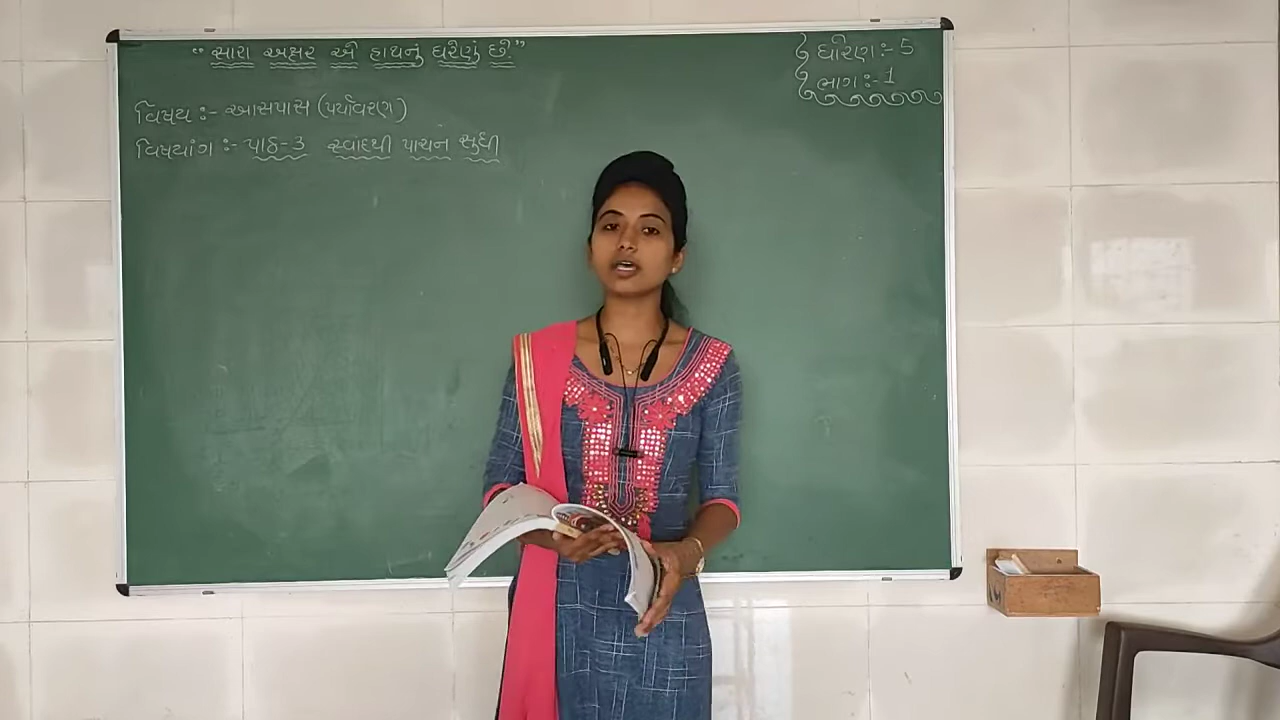 “સારા અક્ષર એ હાથનું ઘરેણું છે.”
ધોરણ:- 5
ભાગ:- 1
વિષય :- આસપાસ (પર્યાવરણ)
વિષયાંગ :- પાઠ-3 સ્વાદથી પાચન સુધી